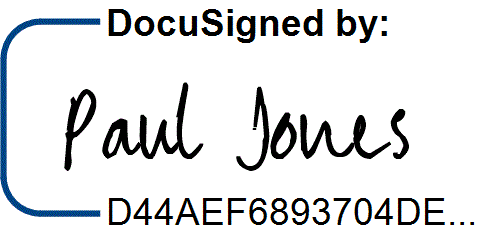 DocuSigned by:
Paul Jones
D44AEF6893704DE...